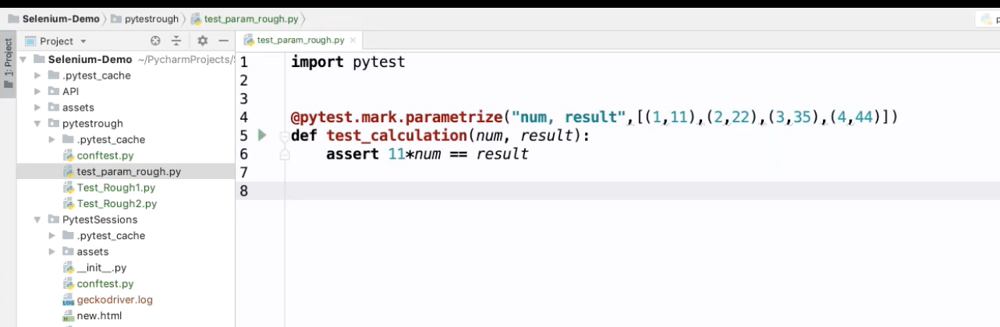 Selenium-Demo pytestrough test_param_rough.py
Project
test_param_rough.py
1: Project
Selenium-Demo ~/PycharmProjects/
.pytest_cache
API
assets
pytestrough
.pytest_cache
conftest.py
test_param_rough.py
Test_Rough1.py
Test_Rough2.py
PytestSessions
.pytest_cache
assets
__init__.py
conftest.py
geckodriver.log
new.html
1 import pytest
2
3
4 @pytest.mark.parametrize("num, result",[(1,11),(2,22),(3,35),(4,44)])
5 def test_calculation(num, result):
6 assert 11*num == result
7
8